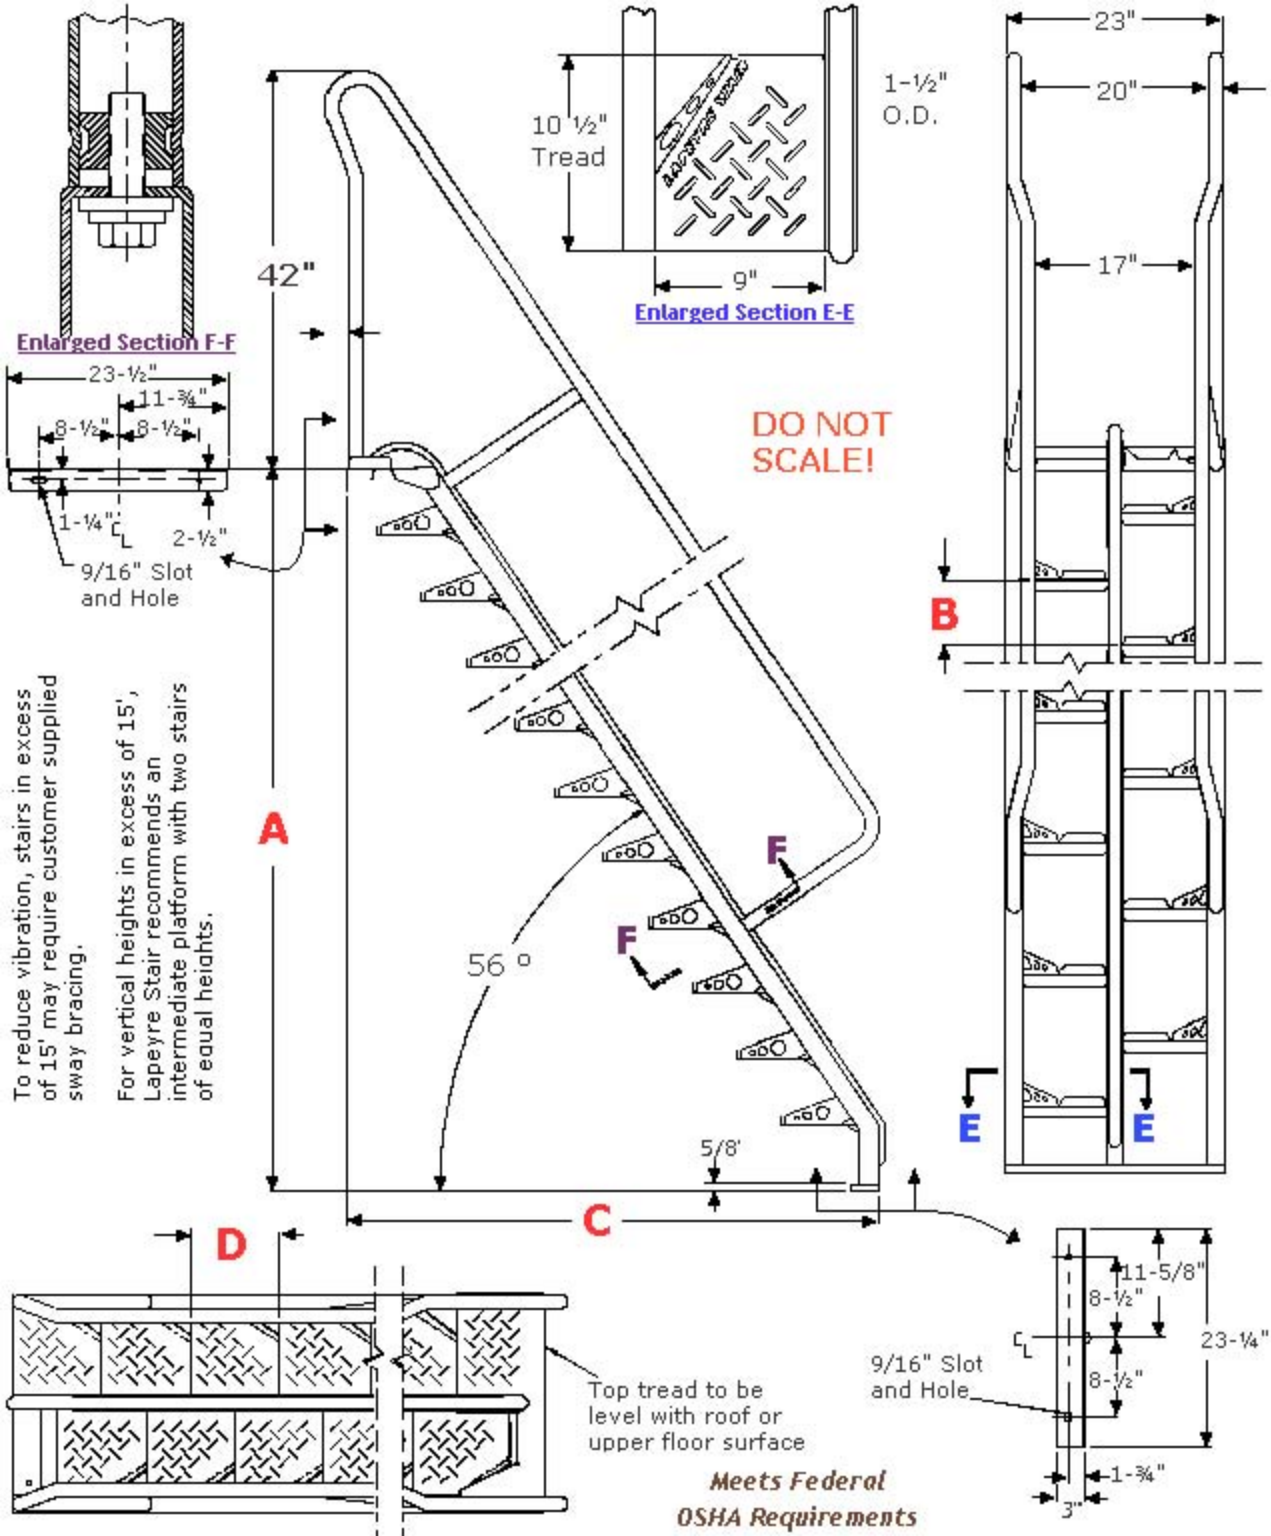 23"
20"
1-½"
O.D.
17"
10 ½"
Tread
9"
Enlarged Section E-E
42"
Enlarged Section F-F
23-½"
11-¾"
8-½"
8-½"
1-¼"
2-½"
CL
9/16" Slot
and Hole
DO NOT
SCALE!
B
A
To reduce vibration, stairs in excess
of 15' may require customer supplied
sway bracing.
For vertical heights in excess of 15',
Lapeyre Stair recommends an
intermediate platform with two stairs
of equal heights.
F
F
56 º
E
E
5/8'
C
D
Top tread to be
level with roof or
upper floor surface
11-5/8"
8-½"
CL
23-¼"
9/16" Slot
and Hole
8-½"
1-¾"
3"
Meets Federal
OSHA Requirements